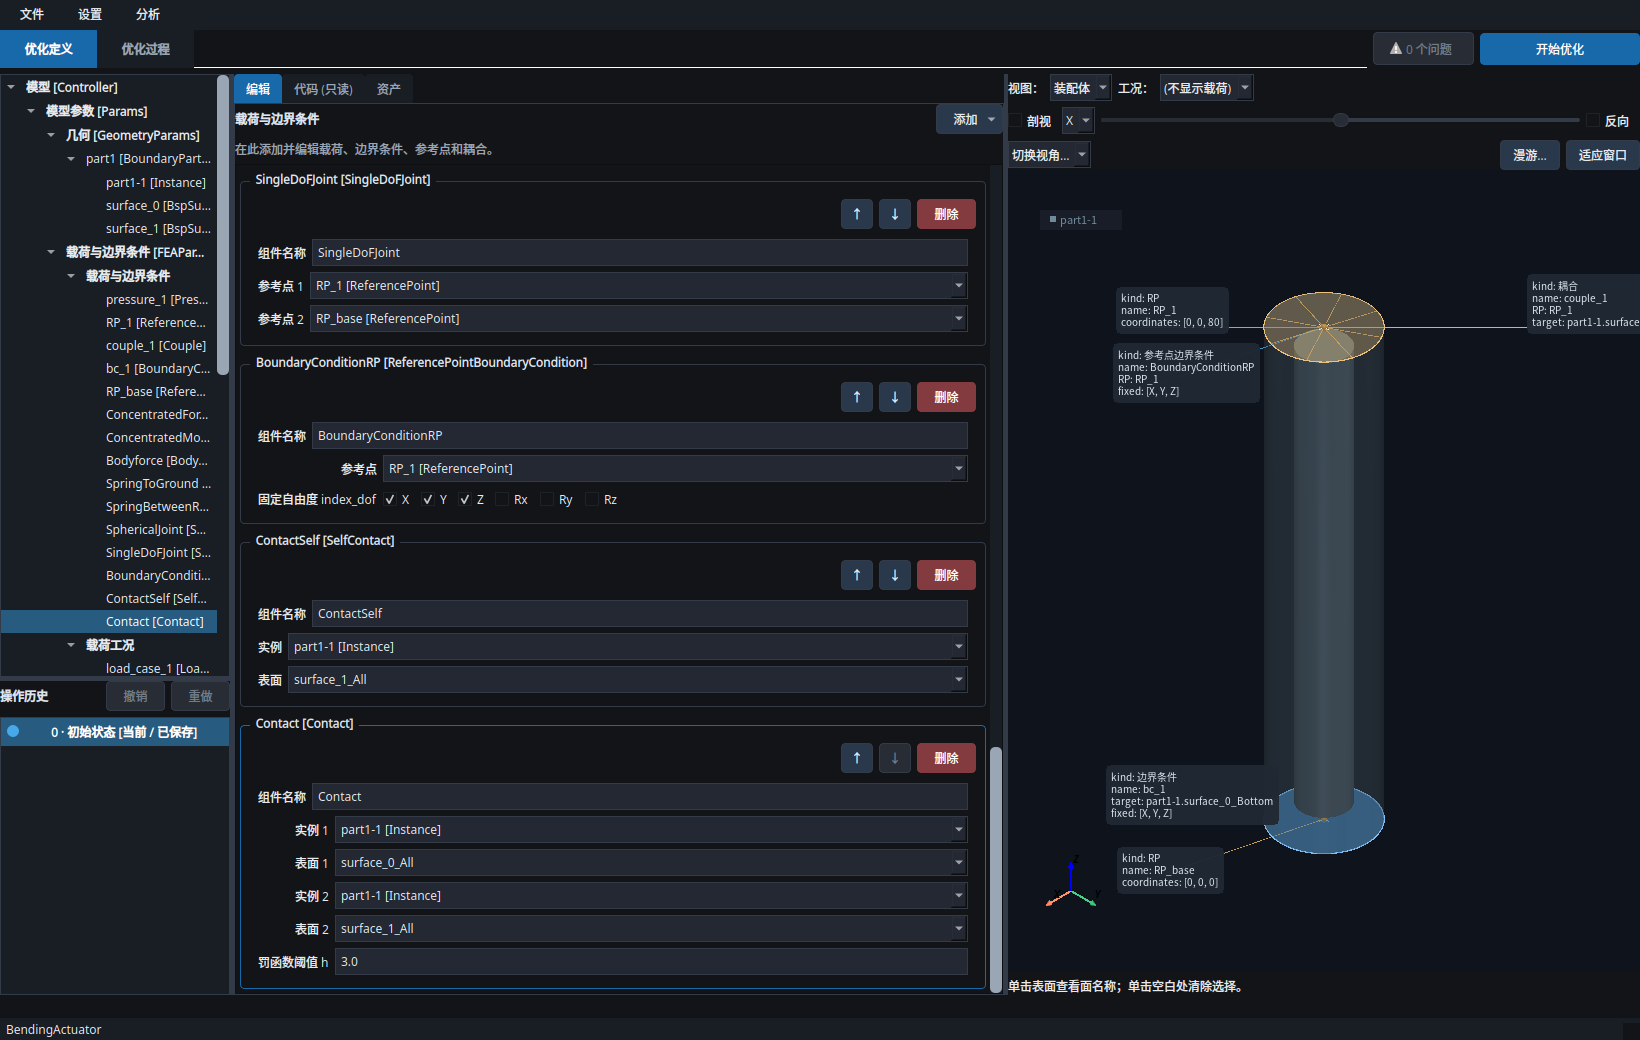 文件 设置 分析
优化定义 优化过程 0 个问题 开始优化
模型 [Controller]
模型参数 [Params]
几何 [GeometryParams]
part1 [BoundaryPart...
part1-1 [Instance]
surface_0 [BspSu...
surface_1 [BspSu...
载荷与边界条件 [FEAPar...
载荷与边界条件
pressure_1 [Pres...
RP_1 [Reference...
couple_1 [Couple]
bc_1 [BoundaryC...
RP_base [Refere...
ConcentratedFor...
ConcentratedMo...
Bodyforce [Body...
SpringToGround ...
SpringBetweenR...
SphericalJoint [S...
SingleDoFJoint [S...
BoundaryConditi...
ContactSelf [Self...
Contact [Contact]
载荷工况
load_case_1 [Loa...
操作历史 撤销 重做
0 · 初始状态 [当前 / 已保存]
编辑 代码 (只读) 资产
载荷与边界条件 添加
在此添加并编辑载荷、边界条件、参考点和耦合。
SingleDoFJoint [SingleDoFJoint]
↑ ↓ 删除
组件名称 SingleDoFJoint
参考点 1 RP_1 [ReferencePoint]
参考点 2 RP_base [ReferencePoint]
BoundaryConditionRP [ReferencePointBoundaryCondition]
↑ ↓ 删除
组件名称 BoundaryConditionRP
参考点 RP_1 [ReferencePoint]
固定自由度 index_dof X Y Z Rx Ry Rz
ContactSelf [SelfContact]
↑ ↓ 删除
组件名称 ContactSelf
实例 part1-1 [Instance]
表面 surface_1_All
Contact [Contact]
↑ ↓ 删除
组件名称 Contact
实例 1 part1-1 [Instance]
表面 1 surface_0_All
实例 2 part1-1 [Instance]
表面 2 surface_1_All
罚函数阈值 h 3.0
视图： 装配体 工况： (不显示载荷)
剖视 X 反向
切换视角... 漫游... 适应窗口
part1-1
kind: RP
name: RP_1
coordinates: [0, 0, 80]
kind: 耦合
name: couple_1
RP: RP_1
target: part1-1.surface
kind: 参考点边界条件
name: BoundaryConditionRP
RP: RP_1
fixed: [X, Y, Z]
kind: 边界条件
name: bc_1
target: part1-1.surface_0_Bottom
fixed: [X, Y, Z]
kind: RP
name: RP_base
coordinates: [0, 0, 0]
Z
X Y
单击表面查看面名称；单击空白处清除选择。
BendingActuator